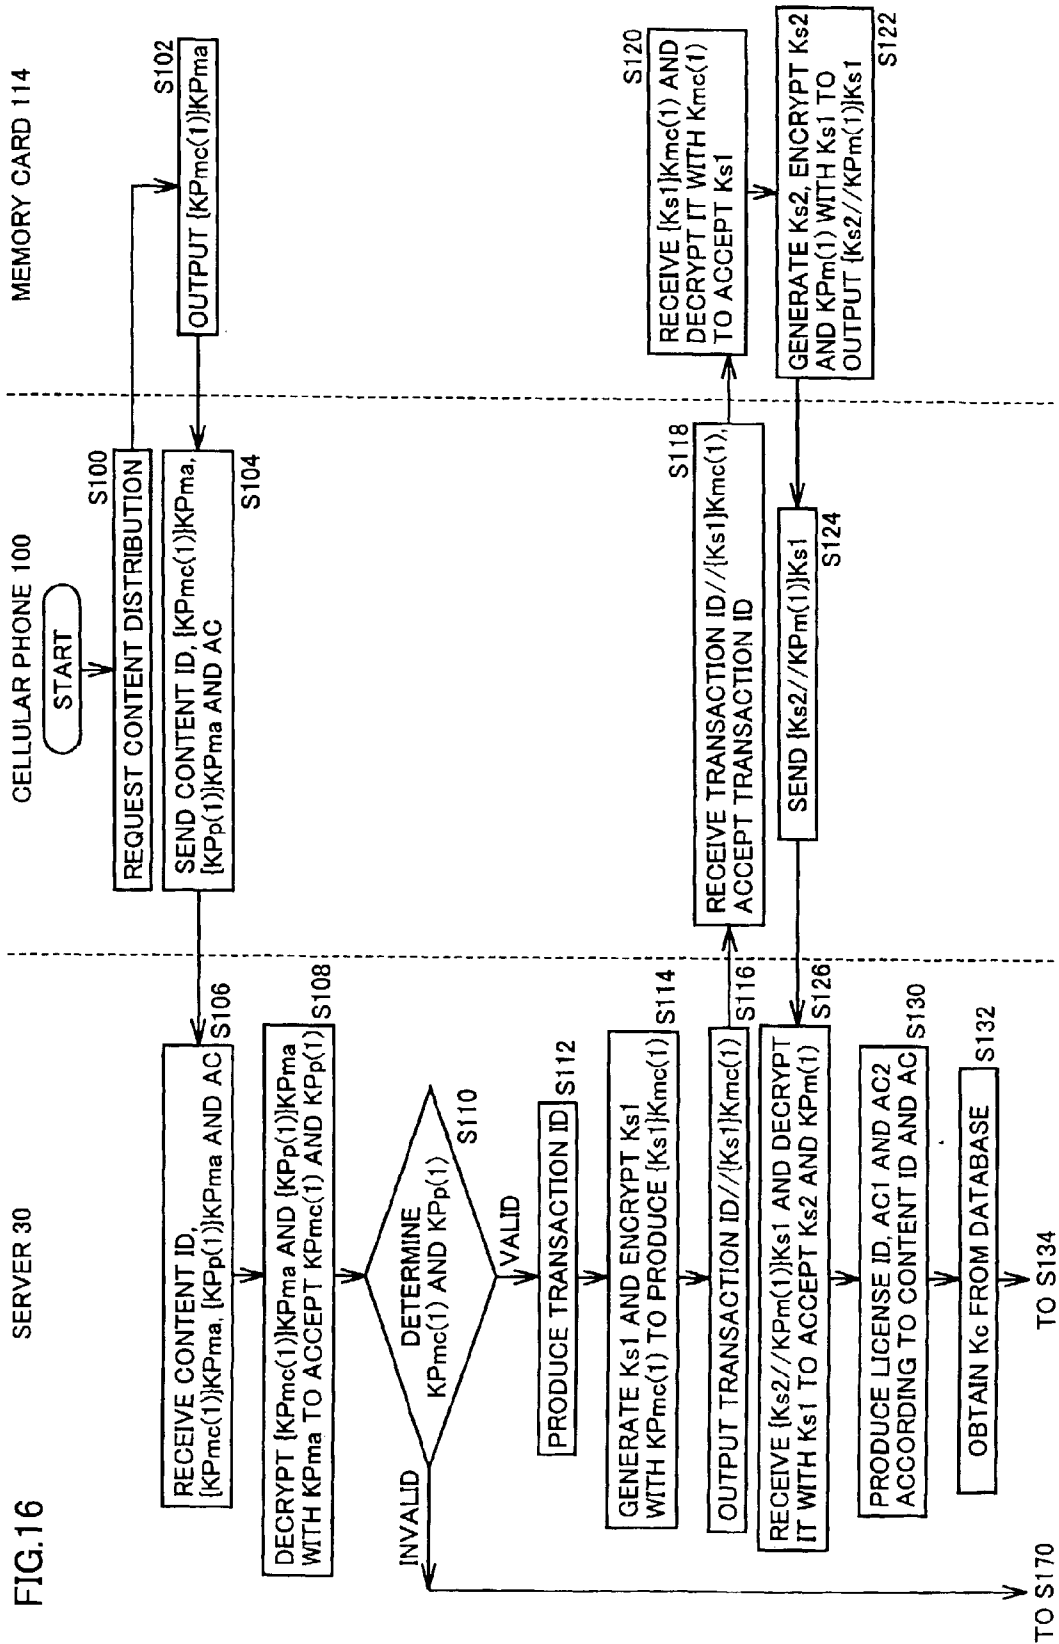 FIG.16
SERVER 30
CELLULAR PHONE 100
MEMORY CARD 114
START
REQUEST CONTENT DISTRIBUTION
S100
OUTPUT {KPmc(1)}KPma
S102
SEND CONTENT ID, {KPmc(1)}KPma,
{KPp(1)}KPma AND AC
S104
RECEIVE CONTENT ID,
{KPmc(1)}KPma, {KPp(1)}KPma AND AC
S106
DECRYPT {KPmc(1)}KPma AND {KPp(1)}KPma
WITH KPma TO ACCEPT KPmc(1) AND KPp(1)
S108
DETERMINE
KPmc(1) AND KPp(1)
S110
INVALID
VALID
PRODUCE TRANSACTION ID
S112
GENERATE Ks1 AND ENCRYPT Ks1
WITH KPmc(1) TO PRODUCE {Ks1}Kmc(1)
S114
OUTPUT TRANSACTION ID//{Ks1}Kmc(1)
S116
RECEIVE TRANSACTION ID//{Ks1}Kmc(1),
ACCEPT TRANSACTION ID
S118
RECEIVE {Ks1}Kmc(1) AND
DECRYPT IT WITH Kmc(1)
TO ACCEPT Ks1
S120
GENERATE Ks2, ENCRYPT Ks2
AND KPm(1) WITH Ks1 TO
OUTPUT {Ks2//KPm(1)}Ks1
S122
SEND {Ks2//KPm(1)}Ks1
S124
RECEIVE {Ks2//KPm(1)}Ks1 AND DECRYPT
IT WITH Ks1 TO ACCEPT Ks2 AND KPm(1)
S126
PRODUCE LICENSE ID, AC1 AND AC2
ACCORDING TO CONTENT ID AND AC
S130
OBTAIN Kc FROM DATABASE
S132
TO S170
TO S134